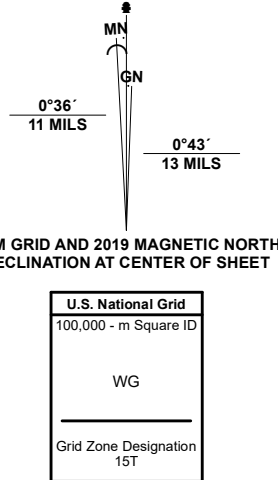 MN
GN
0°36´
11 MILS
0°43´
13 MILS
M GRID AND 2019 MAGNETIC NORTH
ECLINATION AT CENTER OF SHEET
U.S. National Grid
100,000 - m Square ID
WG
Grid Zone Designation
15T